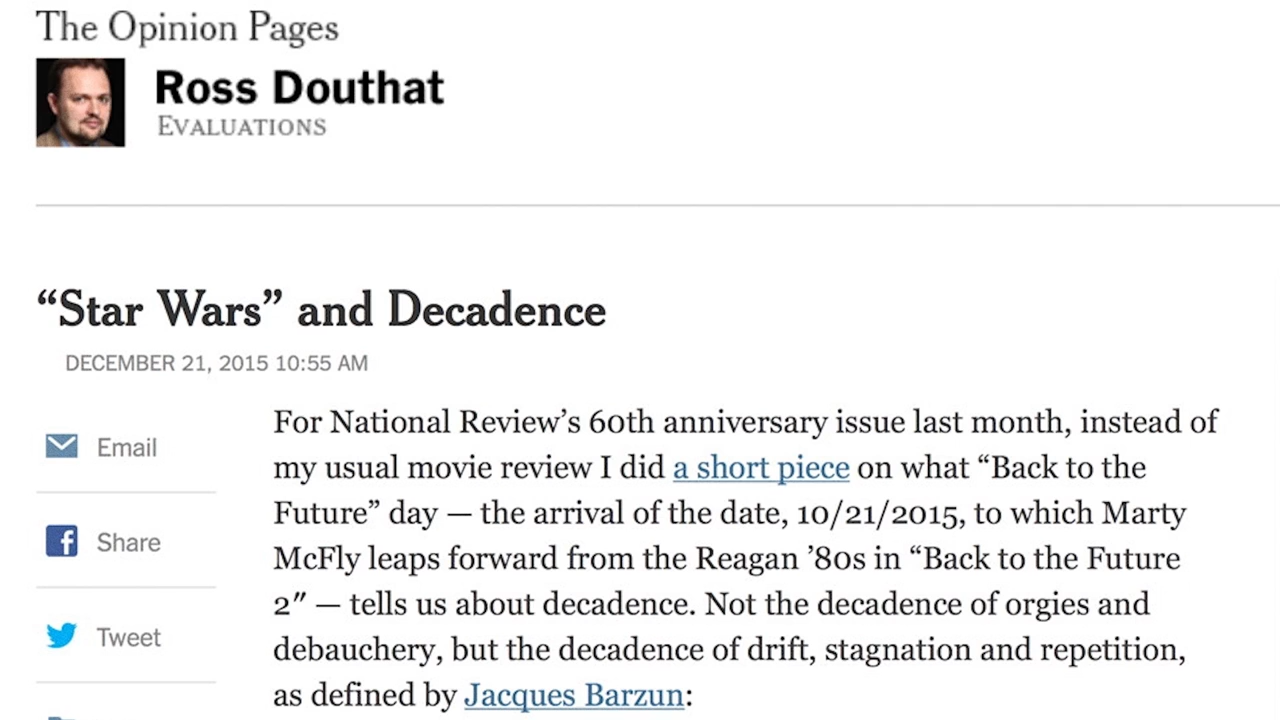 The Opinion Pages
Ross Douthat
EVALUATIONS
“Star Wars” and Decadence
DECEMBER 21, 2015 10:55 AM
Email
Share
Tweet
For National Review’s 60th anniversary issue last month, instead of
my usual movie review I did a short piece on what “Back to the
Future” day — the arrival of the date, 10/21/2015, to which Marty
McFly leaps forward from the Reagan ’80s in “Back to the Future
2″ — tells us about decadence. Not the decadence of orgies and
debauchery, but the decadence of drift, stagnation and repetition,
as defined by Jacques Barzun: